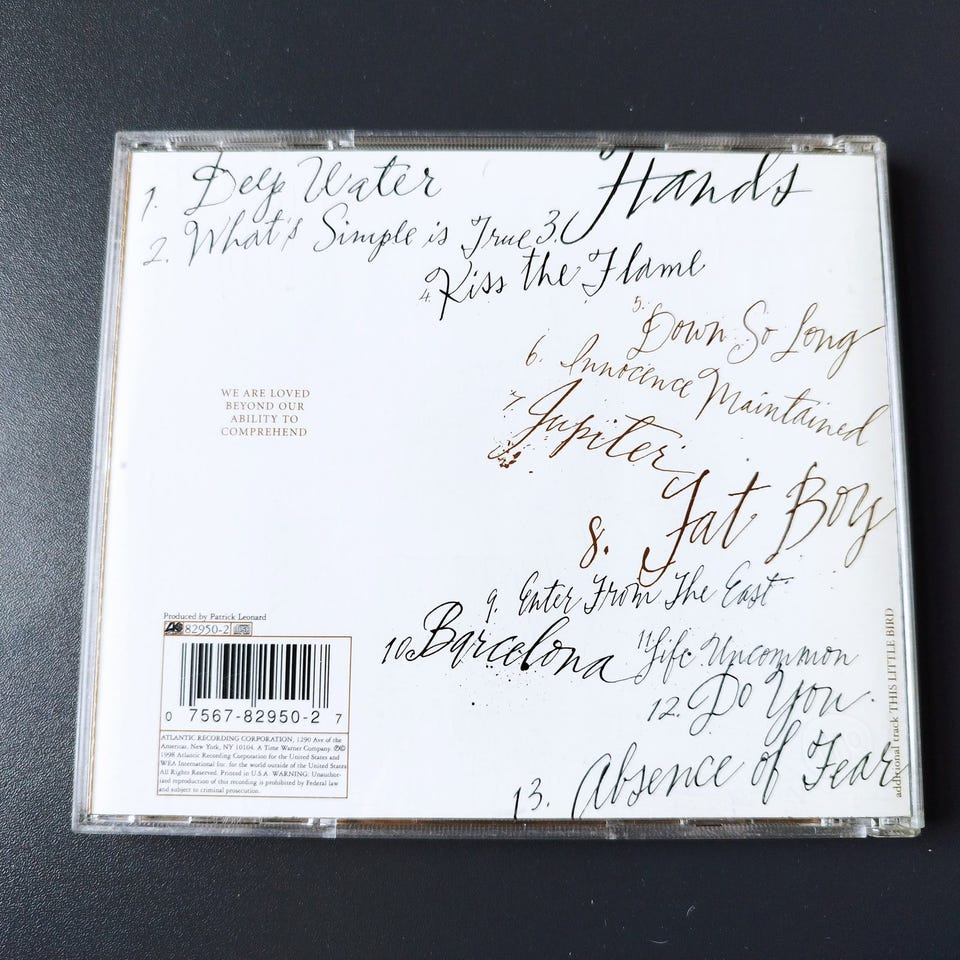 1. Deep Water
2. What's Simple is True
3. Hands
4. Kiss the Flame
5. Down So Long
6. Innocence Maintained
7. Jupiter
8. Fat Boy
9. Enter From The East
10 Barcelona
11. Life Uncommon
12. Do You
13. Absence of Fear
WE ARE LOVED
BEYOND OUR
ABILITY TO
COMPREHEND
Produced by Patrick Leonard
82950-2
0 7567-82950-2 7
ATLANTIC RECORDING CORPORATION, 1290 Ave of the
Americas, New York, NY 10104. A Time Warner Company. ℗©
1998 Atlantic Recording Corporation for the United States and
WEA International Inc. for the world outside of the United States
All Rights Reserved. Printed in U.S.A. WARNING: Unauthor-
ized reproduction of this recording is prohibited by Federal law
and subject to criminal prosecution.
additional track THIS LITTLE BIRD